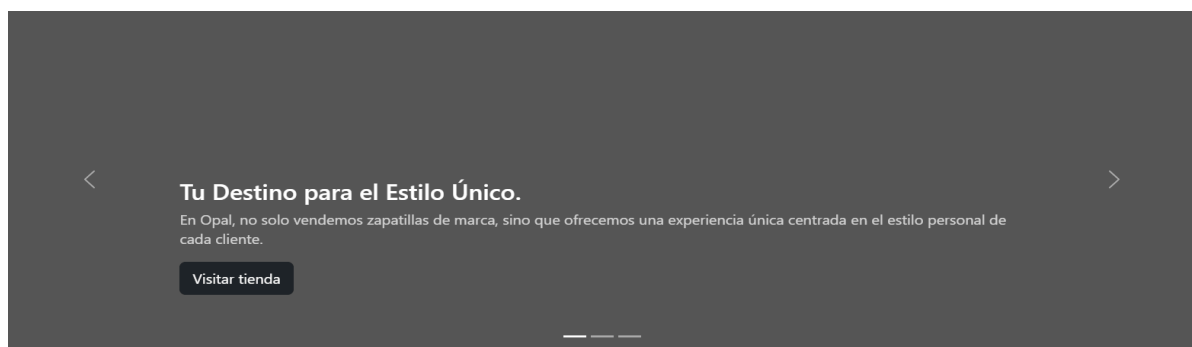 Tu Destino para el Estilo Único.
En Opal, no solo vendemos zapatillas de marca, sino que ofrecemos una experiencia única centrada en el estilo personal de
cada cliente.
Visitar tienda